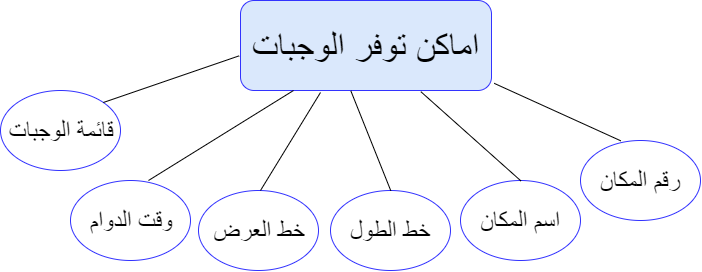 اماكن توفر الوجبات
رقم المكان
اسم المكان
خط الطول
خط العرض
وقت الدوام
قائمة الوجبات